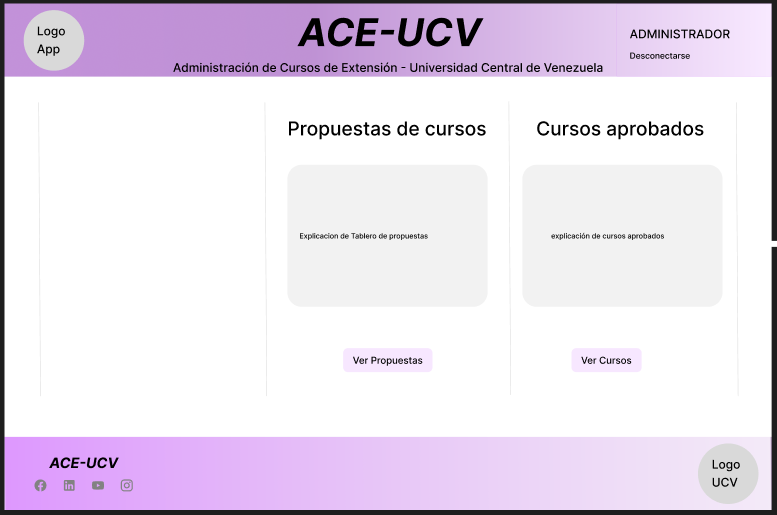 Logo
App
ACE-UCV
Administración de Cursos de Extensión - Universidad Central de Venezuela
ADMINISTRADOR
Desconectarse
Propuestas de cursos
Cursos aprobados
Explicacion de Tablero de propuestas
explicación de cursos aprobados
Ver Propuestas
Ver Cursos
ACE-UCV
Logo
UCV